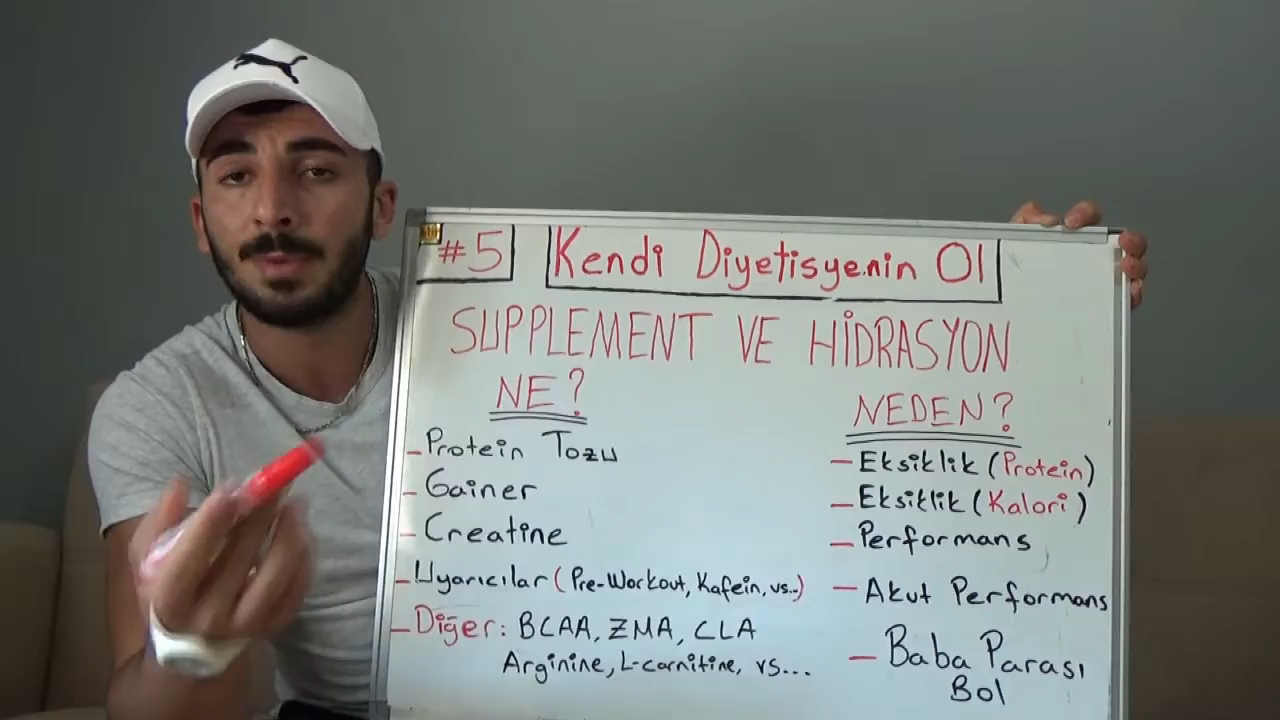 #5 Kendi Diyetisyenin Ol
SUPPLEMENT VE HİDRASYON
NE?
- Protein Tozu
- Gainer
- Creatine
- Uyarıcılar (Pre-Workout, Kafein, vs..)
- Diğer: BCAA, ZMA, CLA
Arginine, L-carnitine, vs...
NEDEN?
- Eksiklik (Protein)
- Eksiklik (Kalori)
- Performans
- Akut Performans
- Baba Parası
Bol